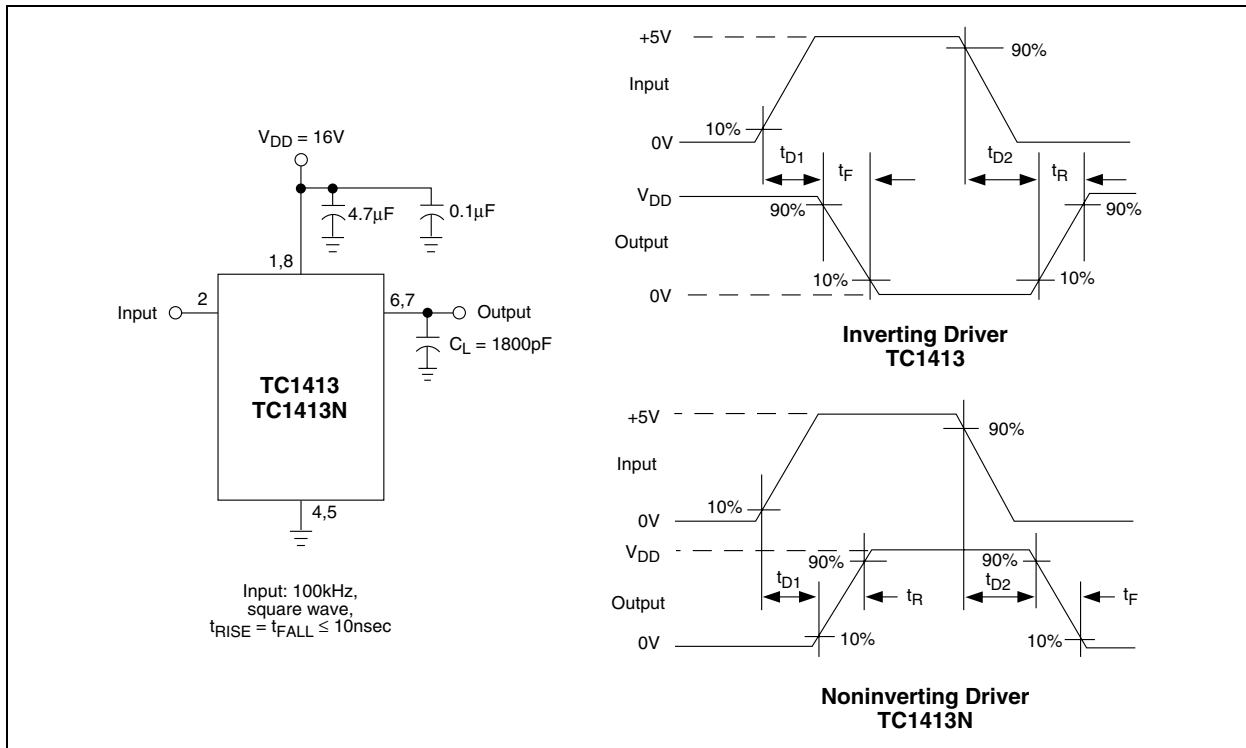 V_DD = 16V
4.7µF
0.1µF
1,8
Input
2
6,7
Output
C_L = 1800pF
TC1413
TC1413N
4,5
Input: 100kHz,
square wave,
t_RISE = t_FALL ≤ 10nsec
+5V
Input
0V
10%
90%
t_D1
t_F
t_D2
t_R
V_DD
Output
0V
90%
10%
10%
90%
Inverting Driver
TC1413
+5V
Input
0V
10%
90%
V_DD
Output
0V
t_D1
90%
t_R
10%
t_D2
90%
t_F
10%
Noninverting Driver
TC1413N